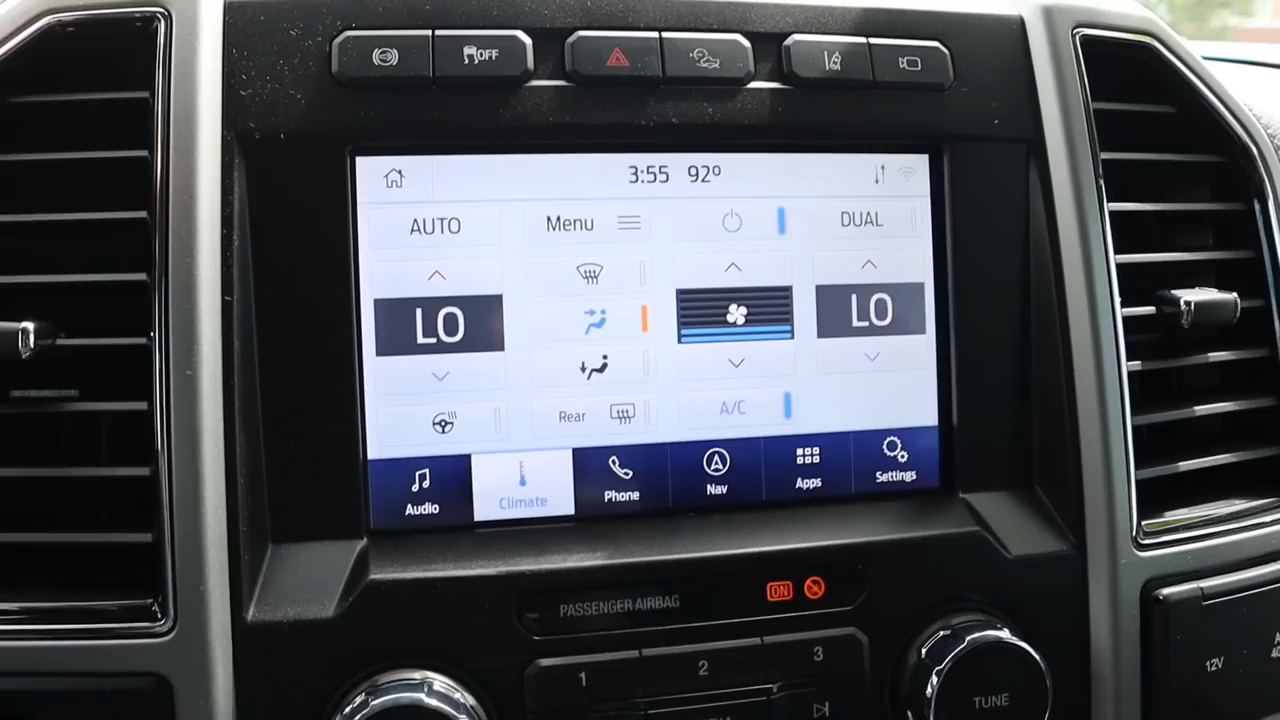 OFF
3:55 92º
AUTO
Menu
DUAL
LO
LO
Rear
A/C
Audio
Climate
Phone
Nav
Apps
Settings
PASSENGER AIRBAG
ON
1
2
3
TUNE
12V